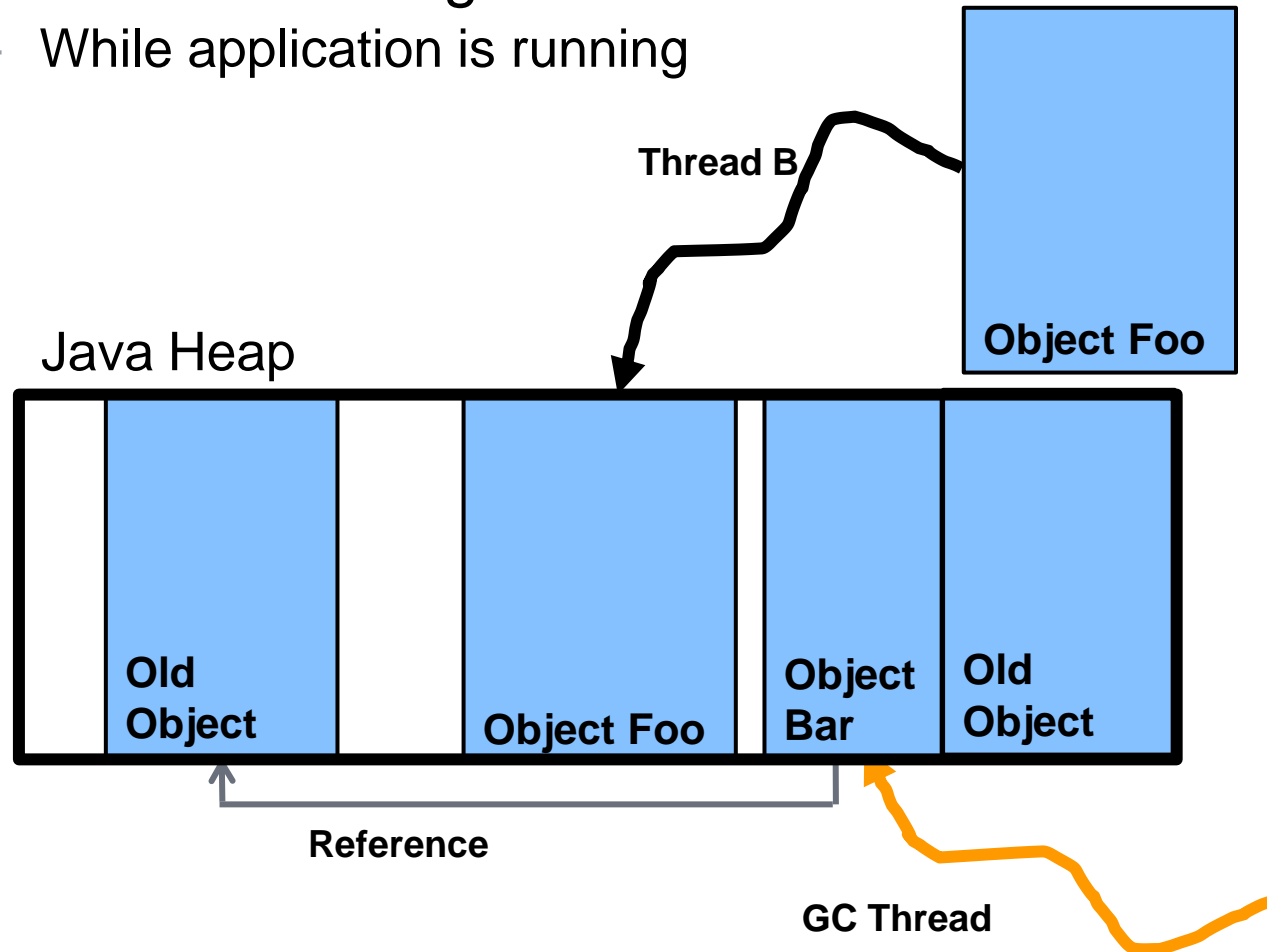 While application is running
Thread B
Object Foo
Java Heap
Old
Object
Object Foo
Object
Bar
Old
Object
Reference
GC Thread